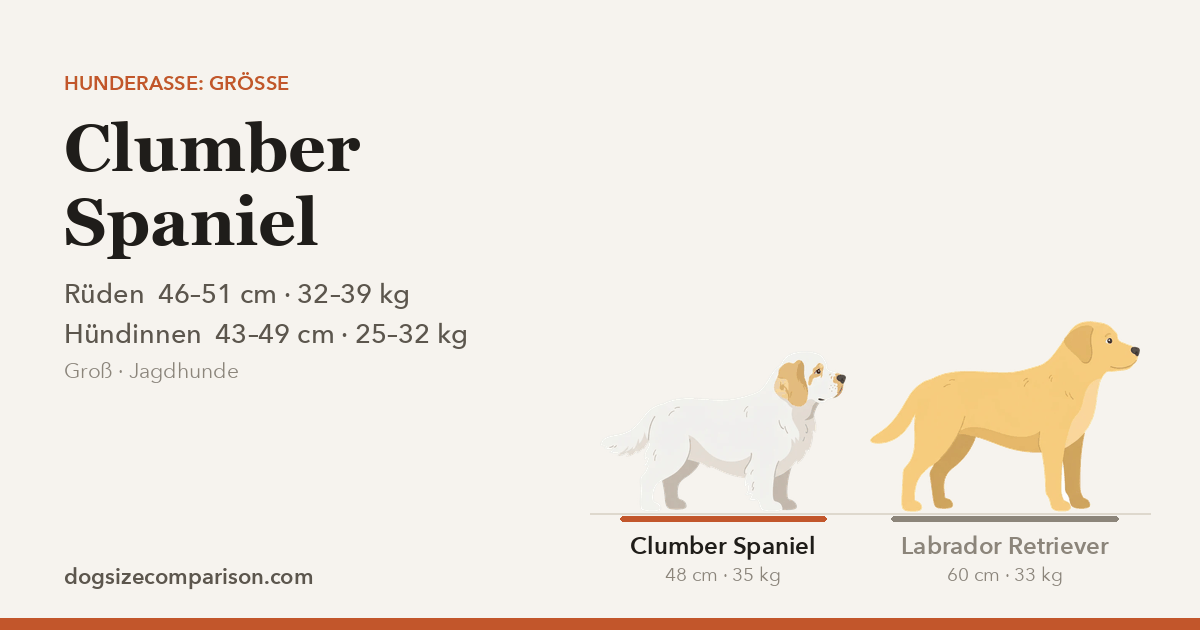 HUNDERASSE: GRÖSSE
Clumber
Spaniel
Rüden 46–51 cm · 32–39 kg
Hündinnen 43–49 cm · 25–32 kg
Groß · Jagdhunde
Clumber Spaniel
48 cm · 35 kg
Labrador Retriever
60 cm · 33 kg
dogsizecomparison.com